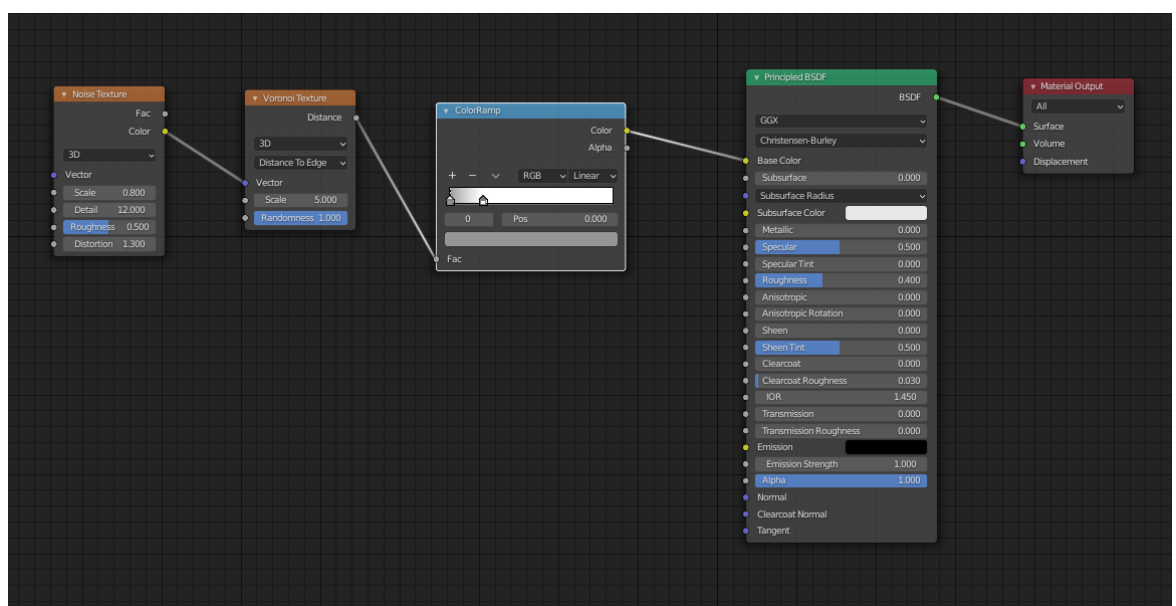 Noise Texture
Fac
Color
3D
Vector
Scale 0.800
Detail 12.000
Roughness 0.500
Distortion 1.300
Voronoi Texture
Distance
3D
Distance To Edge
Vector
Scale 5.000
Randomness 1.000
ColorRamp
Color
Alpha
RGB Linear
0 Pos 0.000
Fac
Principled BSDF
BSDF
GGX
Christensen-Burley
Base Color
Subsurface 0.000
Subsurface Radius
Subsurface Color
Metallic 0.000
Specular 0.500
Specular Tint 0.000
Roughness 0.400
Anisotropic 0.000
Anisotropic Rotation 0.000
Sheen 0.000
Sheen Tint 0.500
Clearcoat 0.000
Clearcoat Roughness 0.030
IOR 1.450
Transmission 0.000
Transmission Roughness 0.000
Emission
Emission Strength 1.000
Alpha 1.000
Normal
Clearcoat Normal
Tangent
Material Output
All
Surface
Volume
Displacement